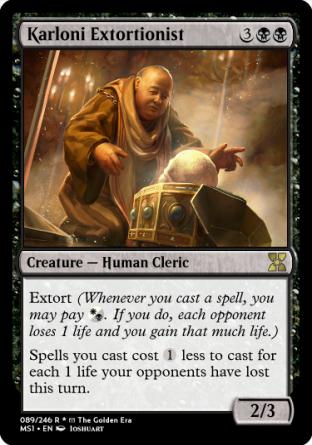 Karloni Extortionist 3
Creature — Human Cleric
Extort (Whenever you cast a spell, you
may pay . If you do, each opponent
loses 1 life and you gain that much life.)
Spells you cast cost 1 less to cast for
each 1 life your opponents have lost
this turn.
2/3
089/246 R * The Golden Era
MS1 • EN Joshuart